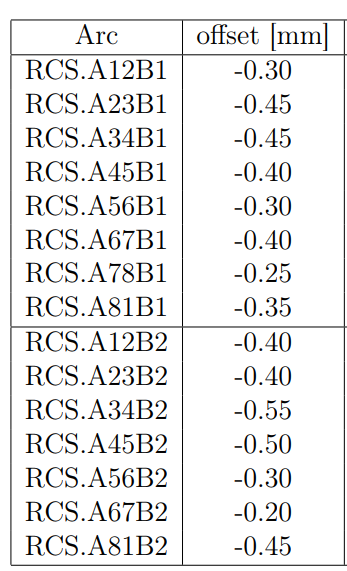 Arc offset [mm]
RCS.A12B1 -0.30
RCS.A23B1 -0.45
RCS.A34B1 -0.45
RCS.A45B1 -0.40
RCS.A56B1 -0.30
RCS.A67B1 -0.40
RCS.A78B1 -0.25
RCS.A81B1 -0.35
RCS.A12B2 -0.40
RCS.A23B2 -0.40
RCS.A34B2 -0.55
RCS.A45B2 -0.50
RCS.A56B2 -0.30
RCS.A67B2 -0.20
RCS.A81B2 -0.45